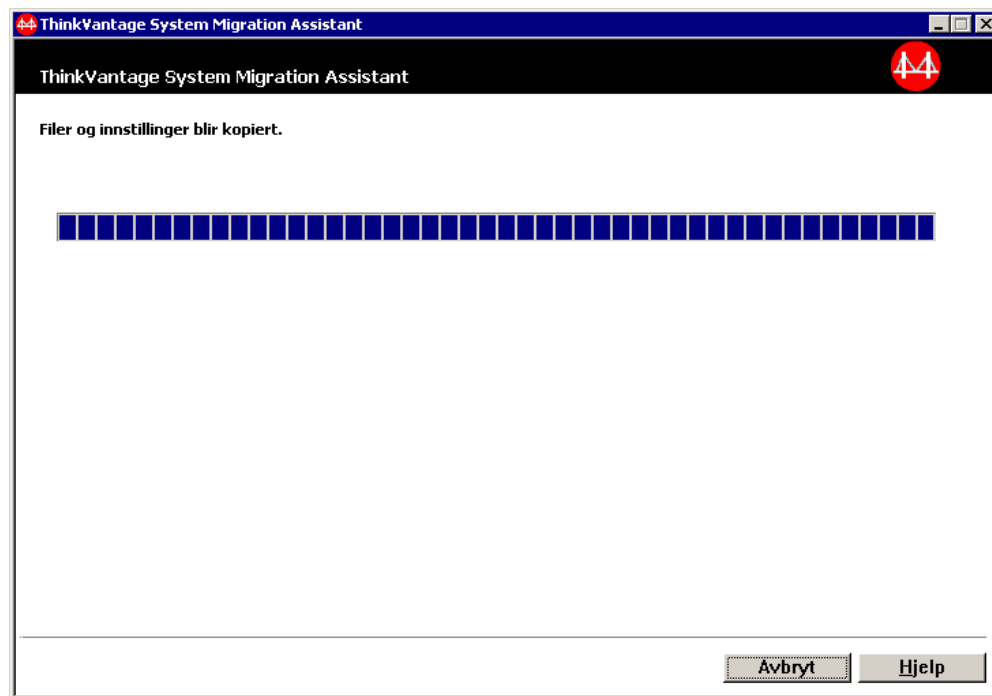 ThinkVantage System Migration Assistant
ThinkVantage System Migration Assistant
Filer og innstillinger blir kopiert.
Avbryt
Hjelp